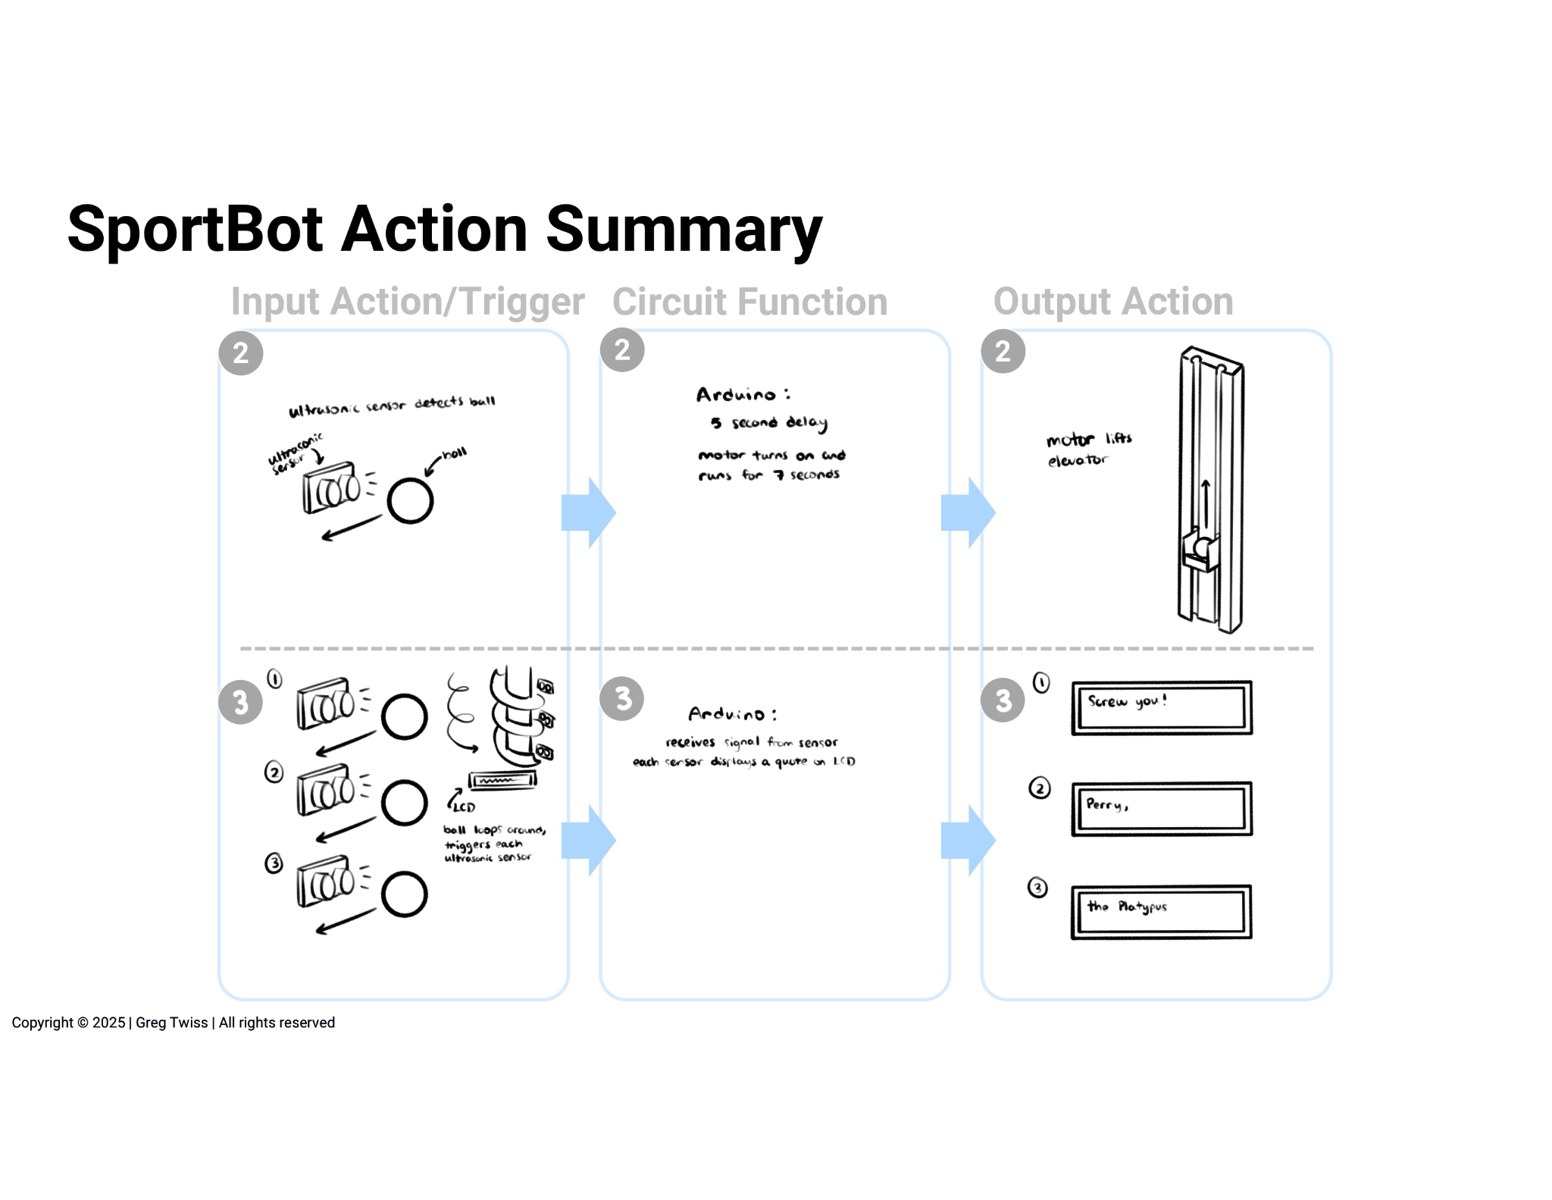 SportBot Action Summary
Input Action/Trigger
Circuit Function
Output Action
2
ultrasonic sensor detects ball
ultrasonic
sensor
ball
2
Arduino:
5 second delay
motor turns on and
runs for 7 seconds
2
motor lifts
elevator
3
1
2
3
LCD
ball loops around,
triggers each
ultrasonic sensor
3
Arduino:
receives signal from sensor
each sensor displays a quote on LCD
3
1
Screw you!
2
Perry,
3
the Platypus
Copyright © 2025 | Greg Twiss | All rights reserved